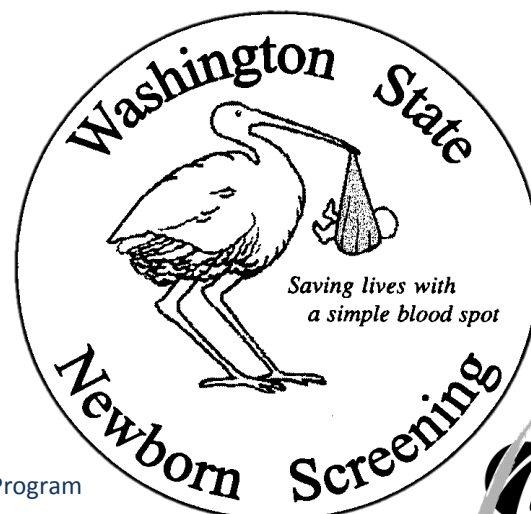 Washington State
Saving lives with
a simple blood spot
Newborn Screening
Program